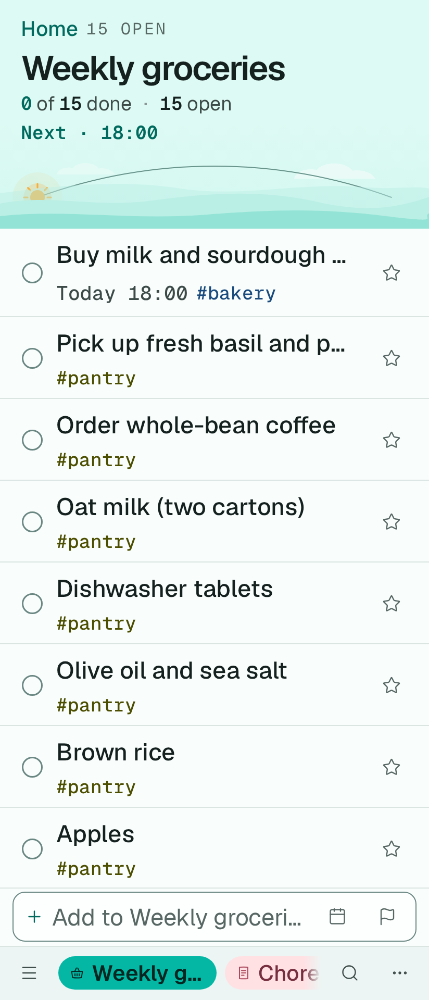 Home 15 OPEN
Weekly groceries
0 of 15 done · 15 open
Next · 18:00
Buy milk and sourdough …
Today 18:00 #bakery
Pick up fresh basil and p…
#pantry
Order whole-bean coffee
#pantry
Oat milk (two cartons)
#pantry
Dishwasher tablets
#pantry
Olive oil and sea salt
#pantry
Brown rice
#pantry
Apples
#pantry
+ Add to Weekly groceri…
Weekly g… Chore